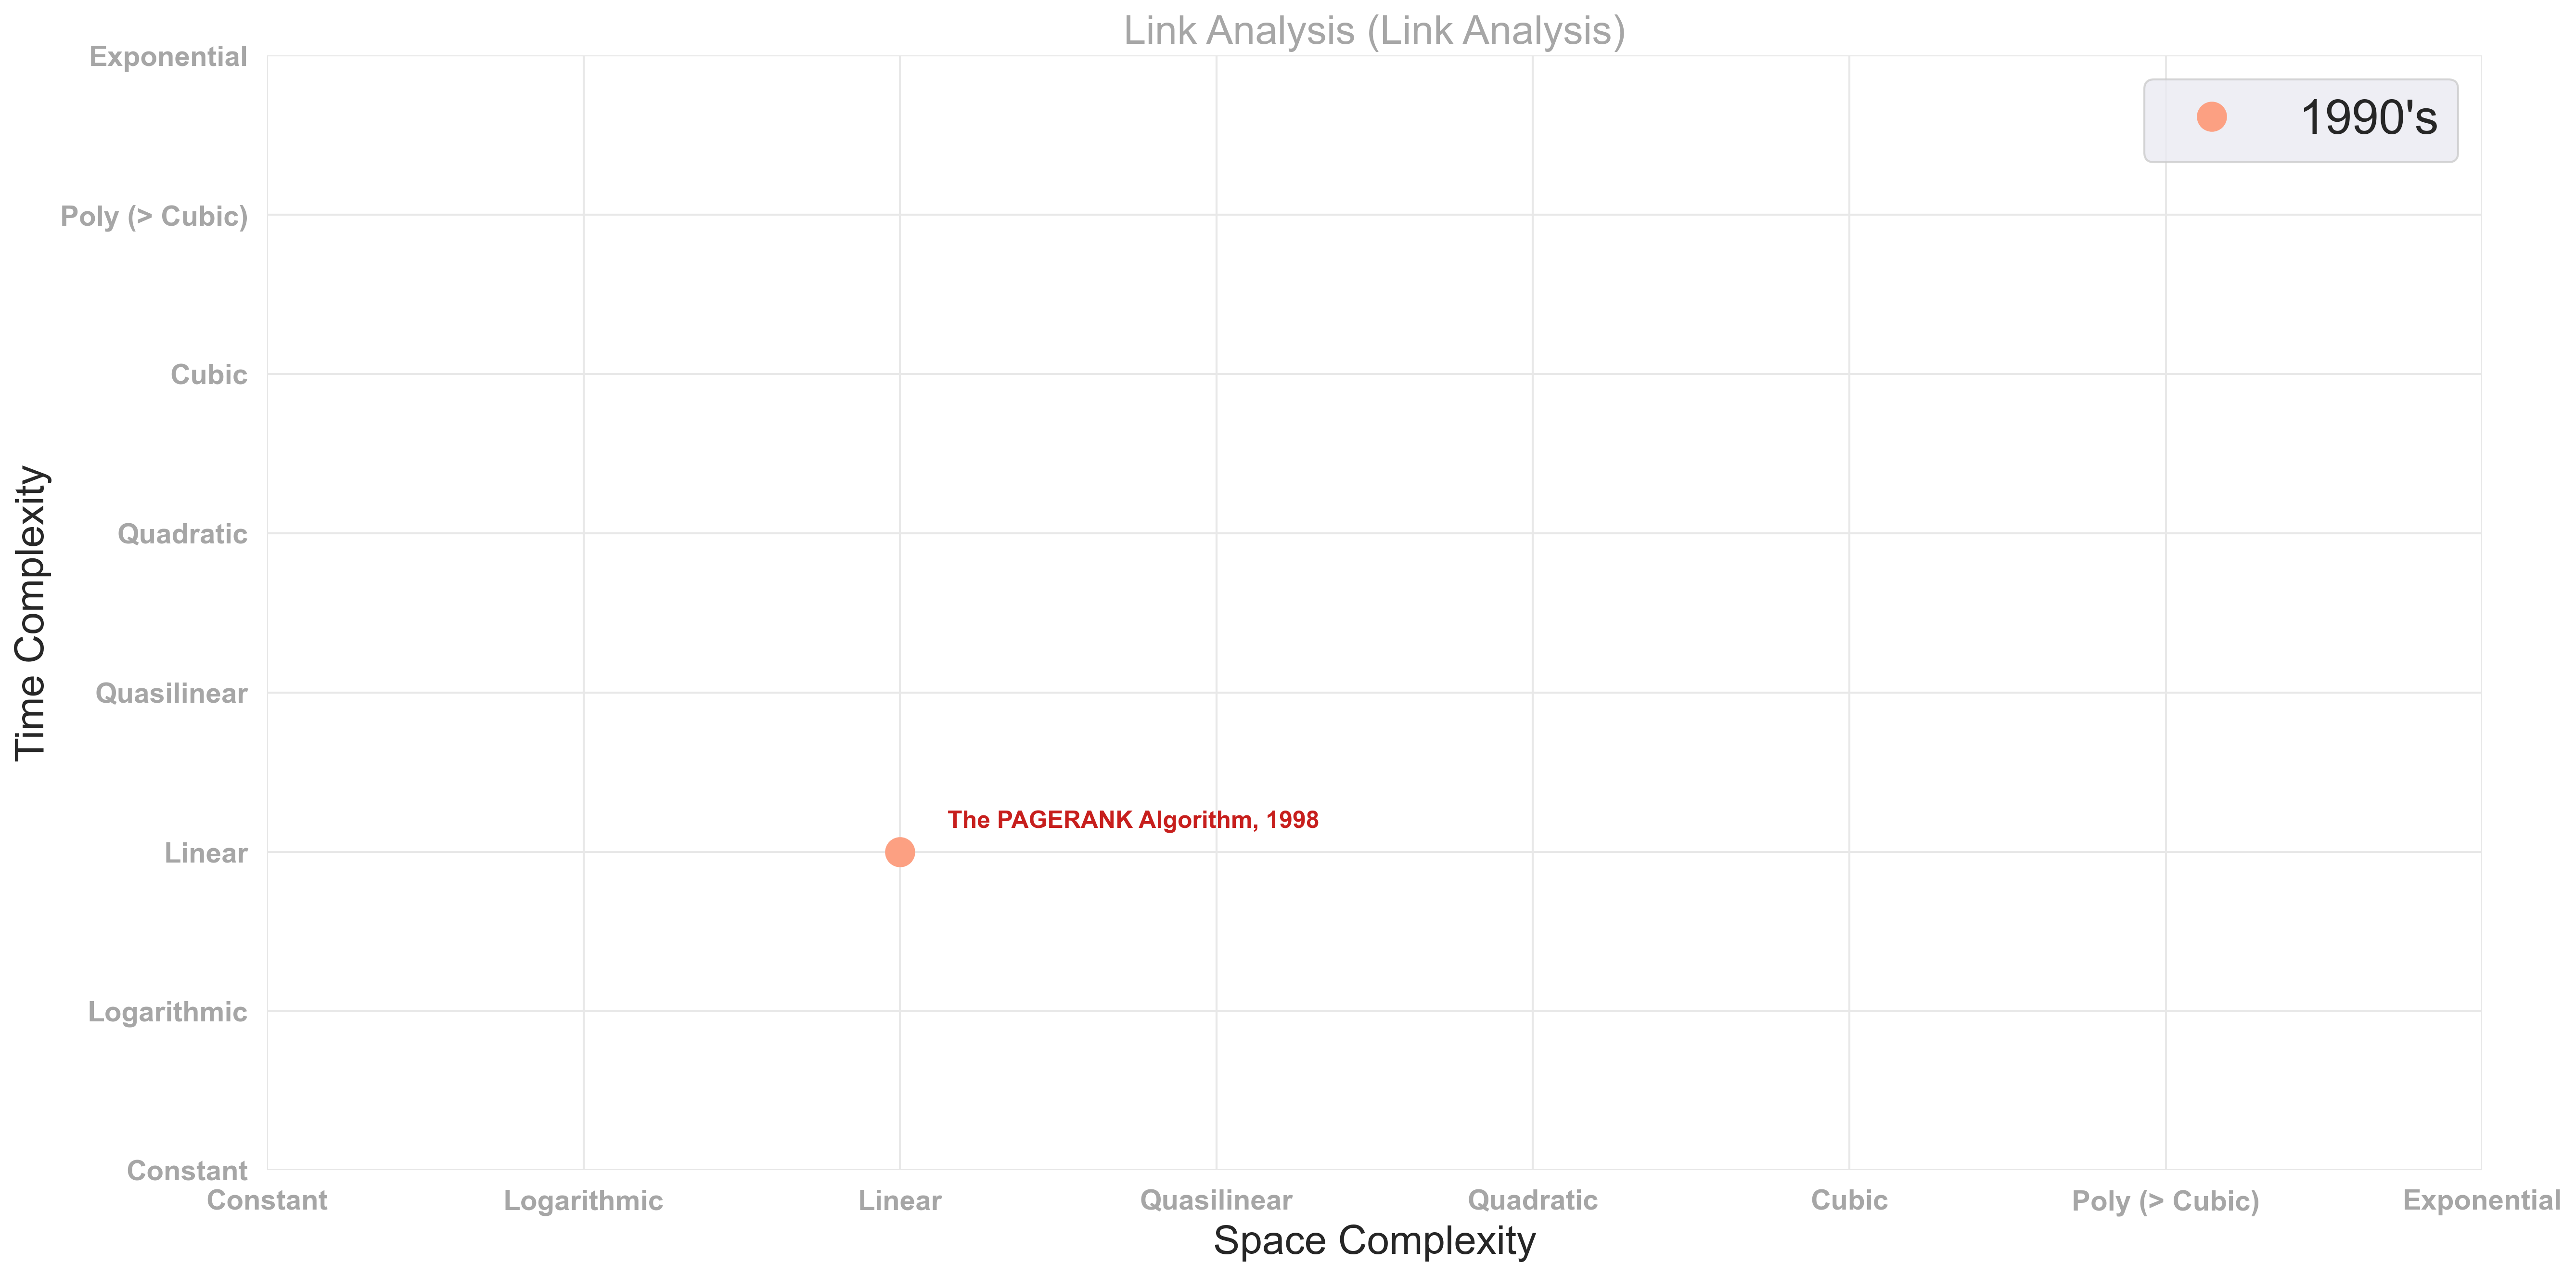 Link Analysis (Link Analysis)
1990's
Time Complexity
Exponential
Poly (> Cubic)
Cubic
Quadratic
Quasilinear
Linear
Logarithmic
Constant
The PAGERANK Algorithm, 1998
Constant Logarithmic Linear Quasilinear Quadratic Cubic Poly (> Cubic) Exponential
Space Complexity